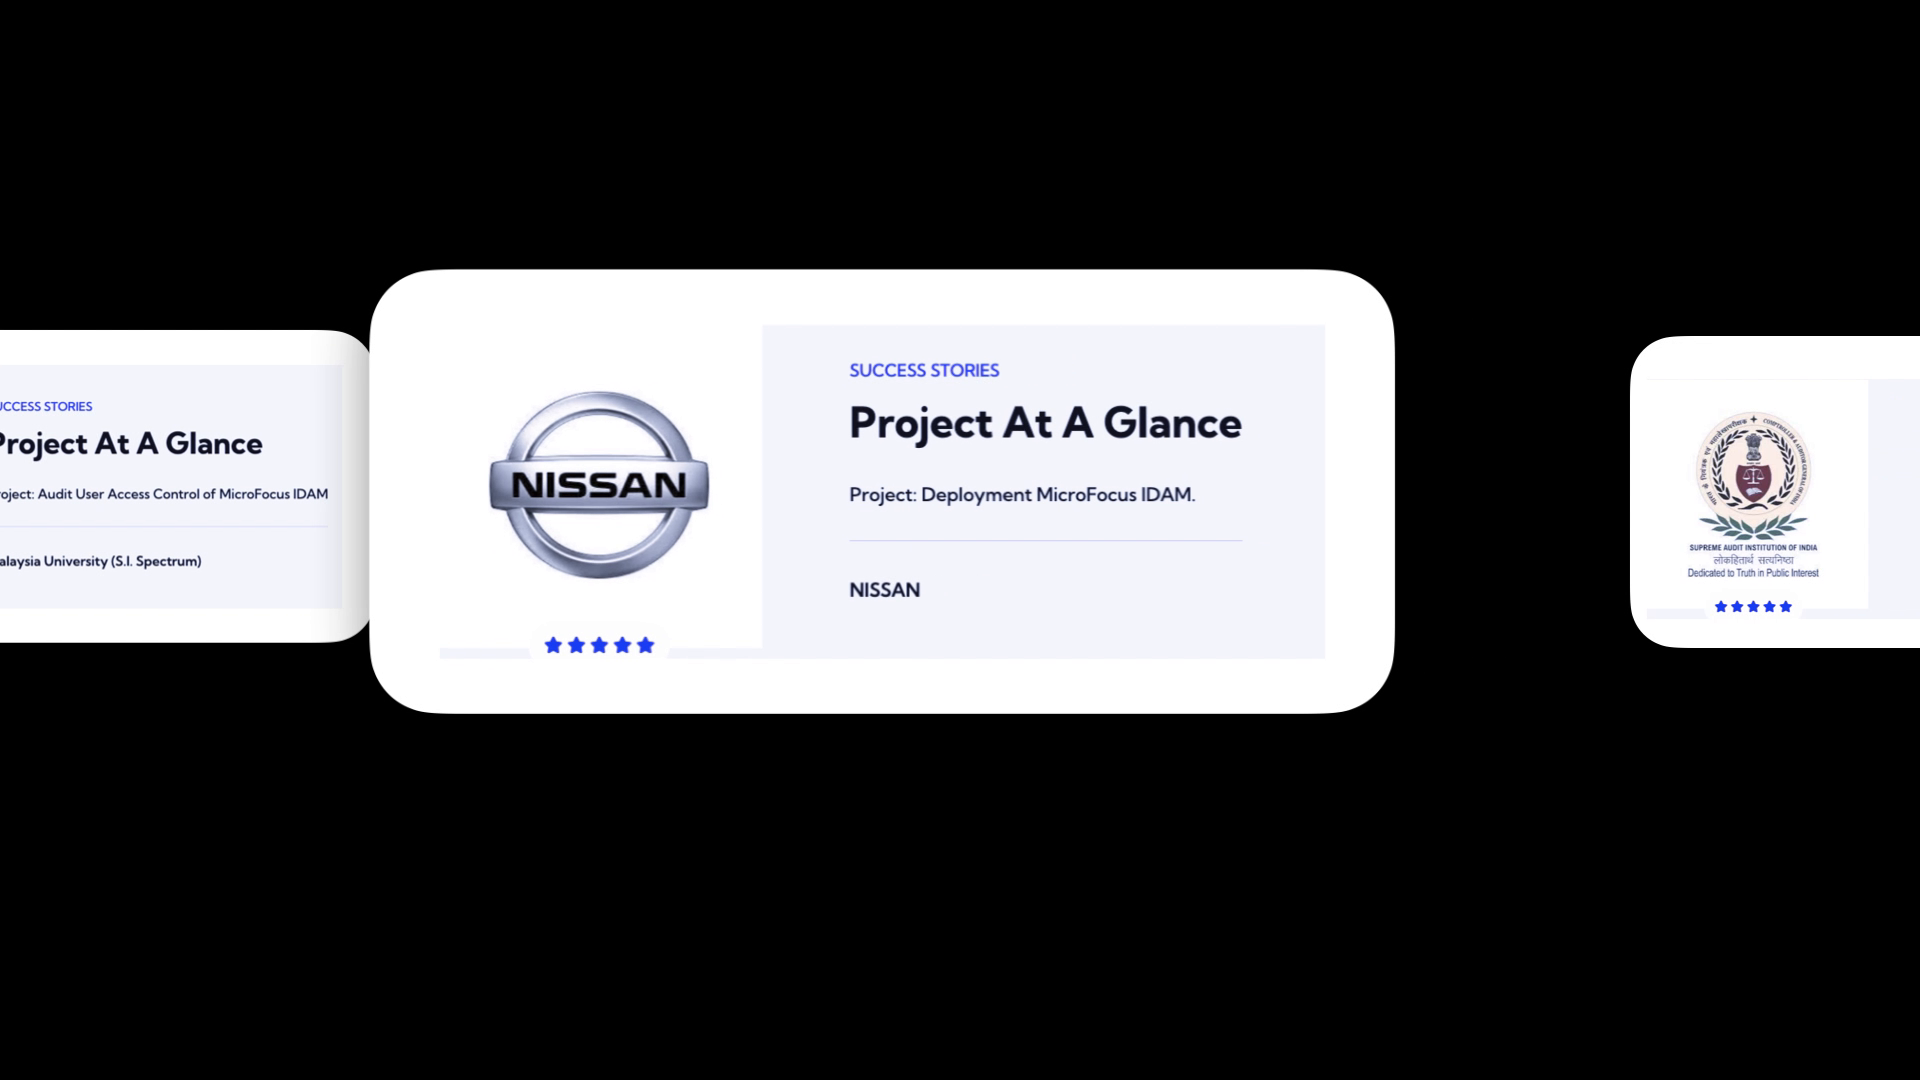 UCCESS STORIES
Project At A Glance
roject: Audit User Access Control of MicroFocus IDAM
alaysia University (S.I. Spectrum)
NISSAN
SUCCESS STORIES
Project At A Glance
Project: Deployment MicroFocus IDAM.
NISSAN
SUPREME AUDIT INSTITUTION OF INDIA
लोकहितार्थ सत्यनिष्ठा
Dedicated to Truth in Public Interest